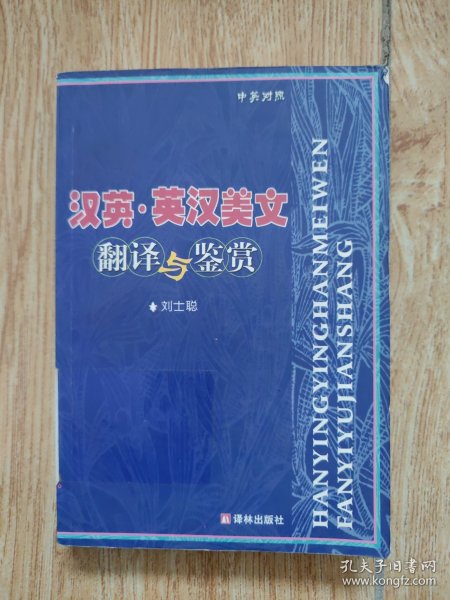 中英对照
汉英·英汉美文
翻译与鉴赏
刘士聪
HANYINGYINGHANMEIWEN
FANYIYUJIANSHANG
译林出版社
孔夫子旧书网
www.kongfz.com